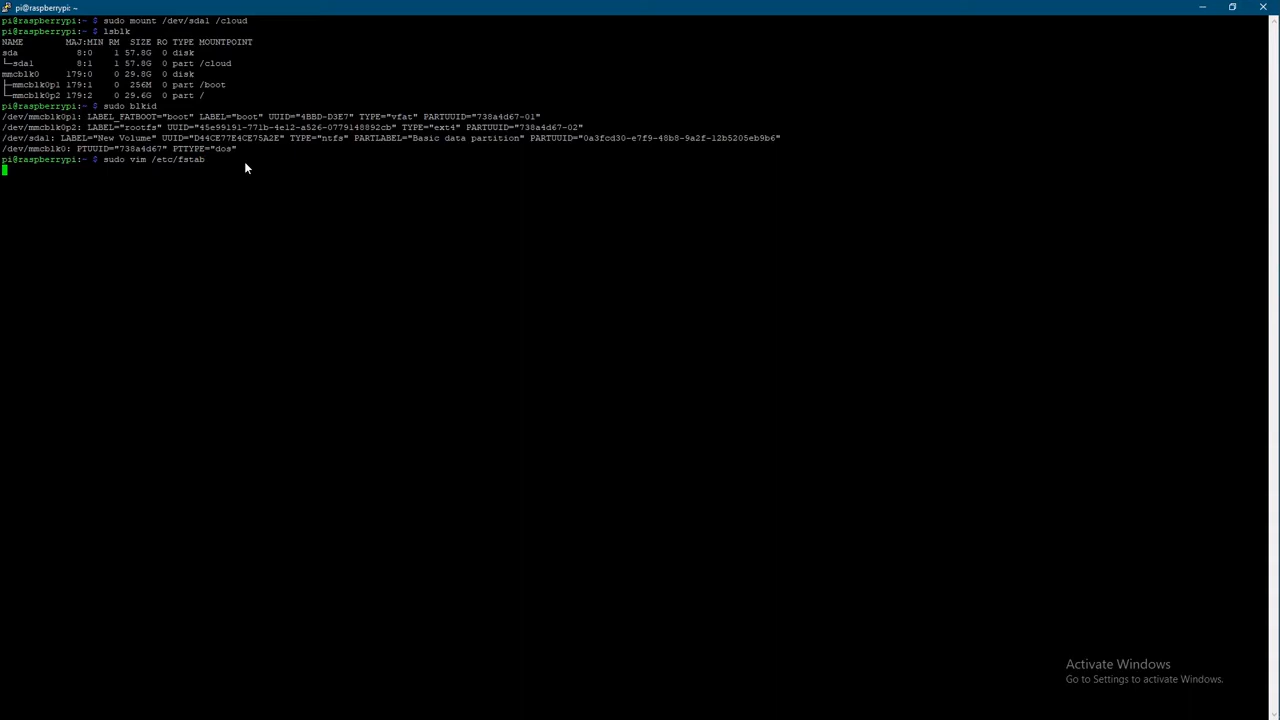 pi@raspberrypi: ~
pi@raspberrypi:~ $ sudo mount /dev/sda1 /cloud
pi@raspberrypi:~ $ lsblk
NAME        MAJ:MIN RM  SIZE RO TYPE MOUNTPOINT
sda           8:0    1 57.8G  0 disk
└─sda1        8:1    1 57.8G  0 part /cloud
mmcblk0     179:0    0 29.8G  0 disk
├─mmcblk0p1 179:1    0  256M  0 part /boot
└─mmcblk0p2 179:2    0 29.6G  0 part /
pi@raspberrypi:~ $ sudo blkid
/dev/mmcblk0p1: LABEL_FATBOOT="boot" LABEL="boot" UUID="4BBD-D3E7" TYPE="vfat" PARTUUID="738a4d67-01"
/dev/mmcblk0p2: LABEL="rootfs" UUID="45e99191-771b-4e12-a526-0779148892cb" TYPE="ext4" PARTUUID="738a4d67-02"
/dev/sda1: LABEL="New Volume" UUID="D44CE77E4CE75A2E" TYPE="ntfs" PARTLABEL="Basic data partition" PARTUUID="0a3fcd30-e7f9-48b8-9a2f-12b5205eb9b6"
/dev/mmcblk0: PTUUID="738a4d67" PTTYPE="dos"
pi@raspberrypi:~ $ sudo vim /etc/fstab
Activate Windows
Go to Settings to activate Windows.